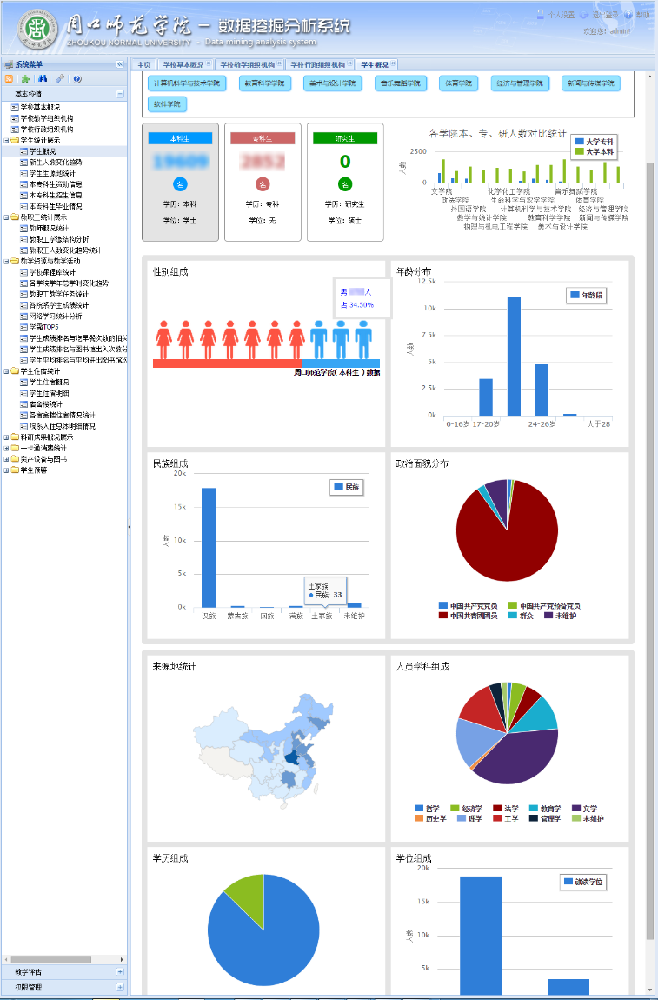 周口师范学院 - 数据挖掘分析系统
ZHOUKOU NORMAL UNIVERSITY - Data mining analysis system
个人设置 退出登录 帮助
欢迎您! admin!
系统菜单
主页 学校基本概况 学校教学组织机构 学校行政组织机构 学生概况
基本校情
学校基本概况
学校教学组织机构
学校行政组织机构
学生统计展示
学生概况
新生人数变化趋势
学生生源地统计
本专科生资助信息
本专科生招生信息
本专科生毕业情况
教职工统计展示
教师概况统计
教职工学缘结构分析
教职工人数变化趋势统计
教学资源与教学活动
学校课程库统计
各学院学年总学时变化趋势
教职工教学任务统计
各院系学生成绩统计
网络学习统计分析
学霸TOP5
学生成绩排名与吃早餐次数的相关
学生成绩排名与图书馆出入次数分
学生平均排名与平均进出图书馆次
学生住宿统计
学生住宿概况
学生住宿明细
宿舍楼统计
各宿舍楼住宿情况统计
院系入住总体明细情况
科研成果概况展示
一卡通消费统计
资产设备与图书
学生预警
教学评估
权限管理
计算机科学与技术学院 教育科学学院 美术与设计学院 音乐舞蹈学院 体育学院 经济与管理学院 新闻与传媒学院
软件学院
本科生
19609
名
学历：本科
学位：学士
专科生
2852
名
学历：专科
学位：无
研究生
0
名
学历：研究生
学位：硕士
各学院本、专、研人数对比统计
大学专科
大学本科
人数
2500
0
文学院 化学化工学院 音乐舞蹈学院
政法学院 生命科学与农学学院 体育学院
外国语学院 计算机科学与技术学院 经济与管理学院
数学与统计学院 教育科学学院 新闻与传媒学院
物理与机电工程学院 美术与设计学院
性别组成
男 人
占 34.50%
周口师范学院( 本科生 ) 数据
年龄分布
12.5k
10k
7.5k
5k
2.5k
0k
人数
年龄段
0-16岁 17-20岁 24-26岁 大于28
民族组成
20k
15k
10k
5k
0k
人数
民族
土家族
民族: 33
汉族 蒙古族 回族 满族 土家族 未维护
政治面貌分布
中国共产党党员 中国共产党预备党员
中国共青团团员 群众 未维护
来源地统计
人员学科组成
哲学 经济学 法学 教育学 文学
历史学 理学 工学 管理学 未维护
学历组成
学位组成
20k
15k
10k
5k
人数
就读学位